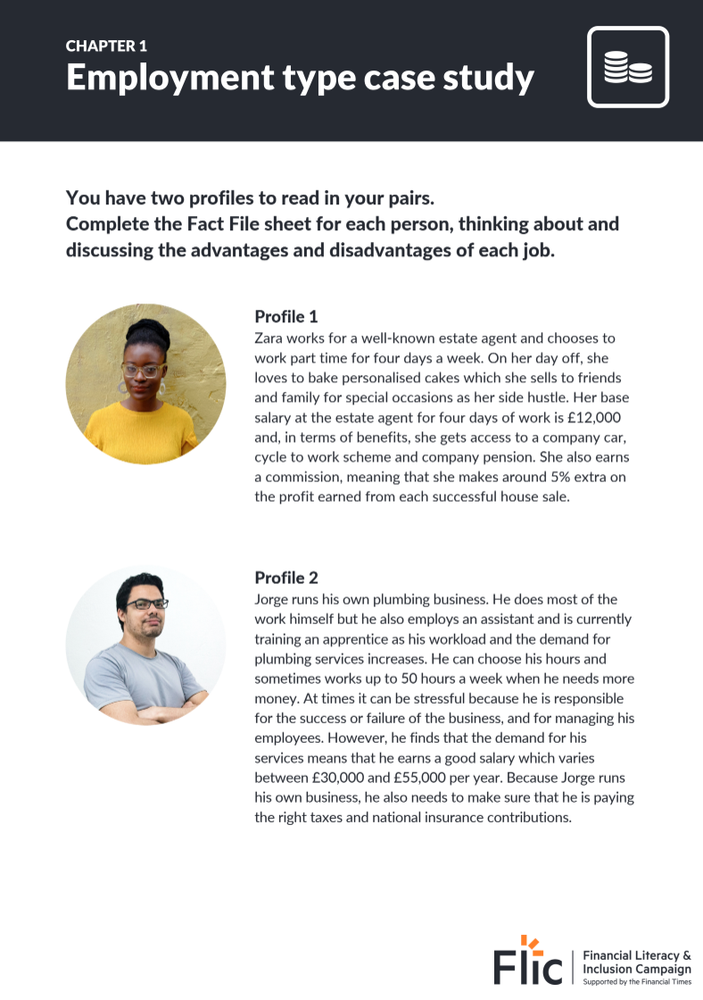 CHAPTER 1
Employment type case study
You have two profiles to read in your pairs.
Complete the Fact File sheet for each person, thinking about and
discussing the advantages and disadvantages of each job.
Profile 1
Zara works for a well-known estate agent and chooses to
work part time for four days a week. On her day off, she
loves to bake personalised cakes which she sells to friends
and family for special occasions as her side hustle. Her base
salary at the estate agent for four days of work is £12,000
and, in terms of benefits, she gets access to a company car,
cycle to work scheme and company pension. She also earns
a commission, meaning that she makes around 5% extra on
the profit earned from each successful house sale.
Profile 2
Jorge runs his own plumbing business. He does most of the
work himself but he also employs an assistant and is currently
training an apprentice as his workload and the demand for
plumbing services increases. He can choose his hours and
sometimes works up to 50 hours a week when he needs more
money. At times it can be stressful because he is responsible
for the success or failure of the business, and for managing his
employees. However, he finds that the demand for his
services means that he earns a good salary which varies
between £30,000 and £55,000 per year. Because Jorge runs
his own business, he also needs to make sure that he is paying
the right taxes and national insurance contributions.
Flic
Financial Literacy &
Inclusion Campaign
Supported by the Financial Times